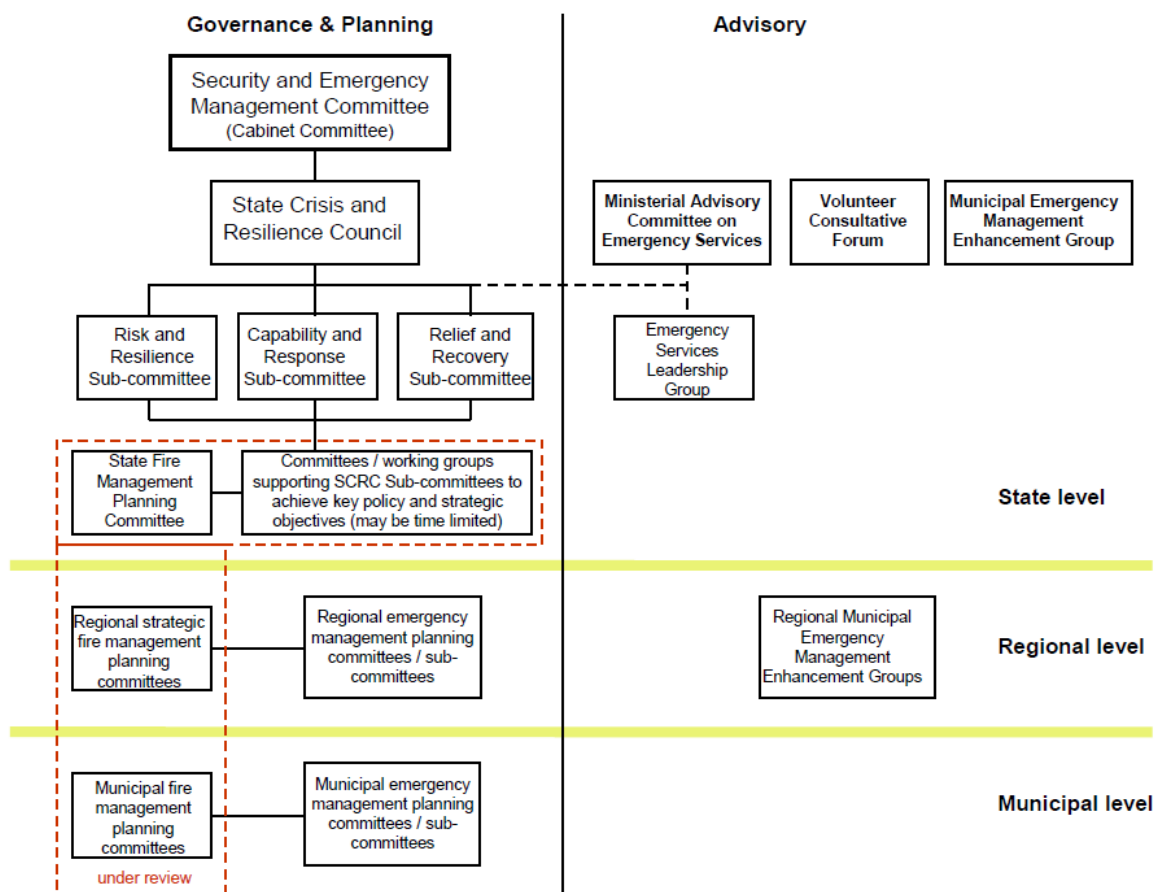 Governance & Planning
Advisory
Security and Emergency
Management Committee
(Cabinet Committee)
State Crisis and
Resilience Council
Ministerial Advisory
Committee on
Emergency Services
Volunteer
Consultative
Forum
Municipal Emergency
Management
Enhancement Group
Risk and
Resilience
Sub-committee
Capability and
Response
Sub-committee
Relief and
Recovery
Sub-committee
Emergency
Services
Leadership
Group
State Fire
Management
Planning
Committee
Committees / working groups
supporting SCRC Sub-committees to
achieve key policy and strategic
objectives (may be time limited)
State level
Regional strategic
fire management
planning
committees
Regional emergency
management planning
committees / sub-
committees
Regional Municipal
Emergency
Management
Enhancement Groups
Regional level
Municipal fire
management
planning
committees
Municipal emergency
management planning
committees / sub-
committees
Municipal level
under review